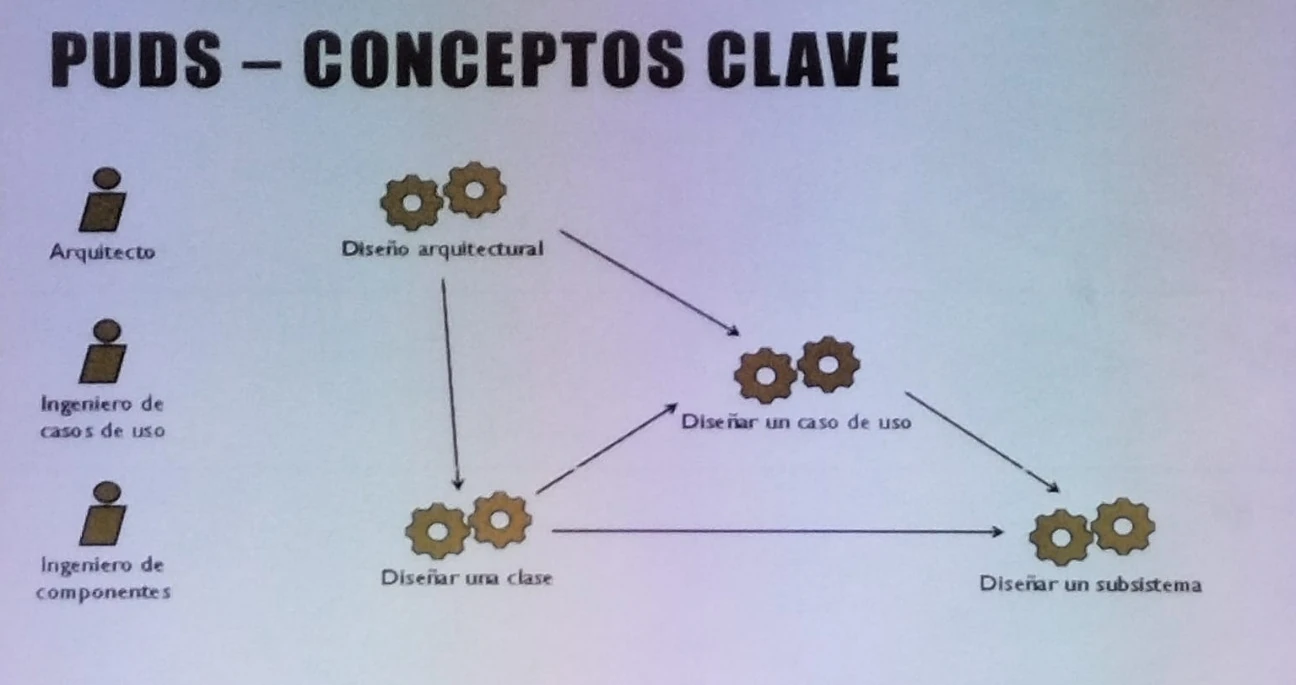 PUDS – CONCEPTOS CLAVE
Arquitecto
Diseño arquitectural
Ingeniero de
casos de uso
Diseñar un caso de uso
Ingeniero de
componentes
Diseñar una clase
Diseñar un subsistema